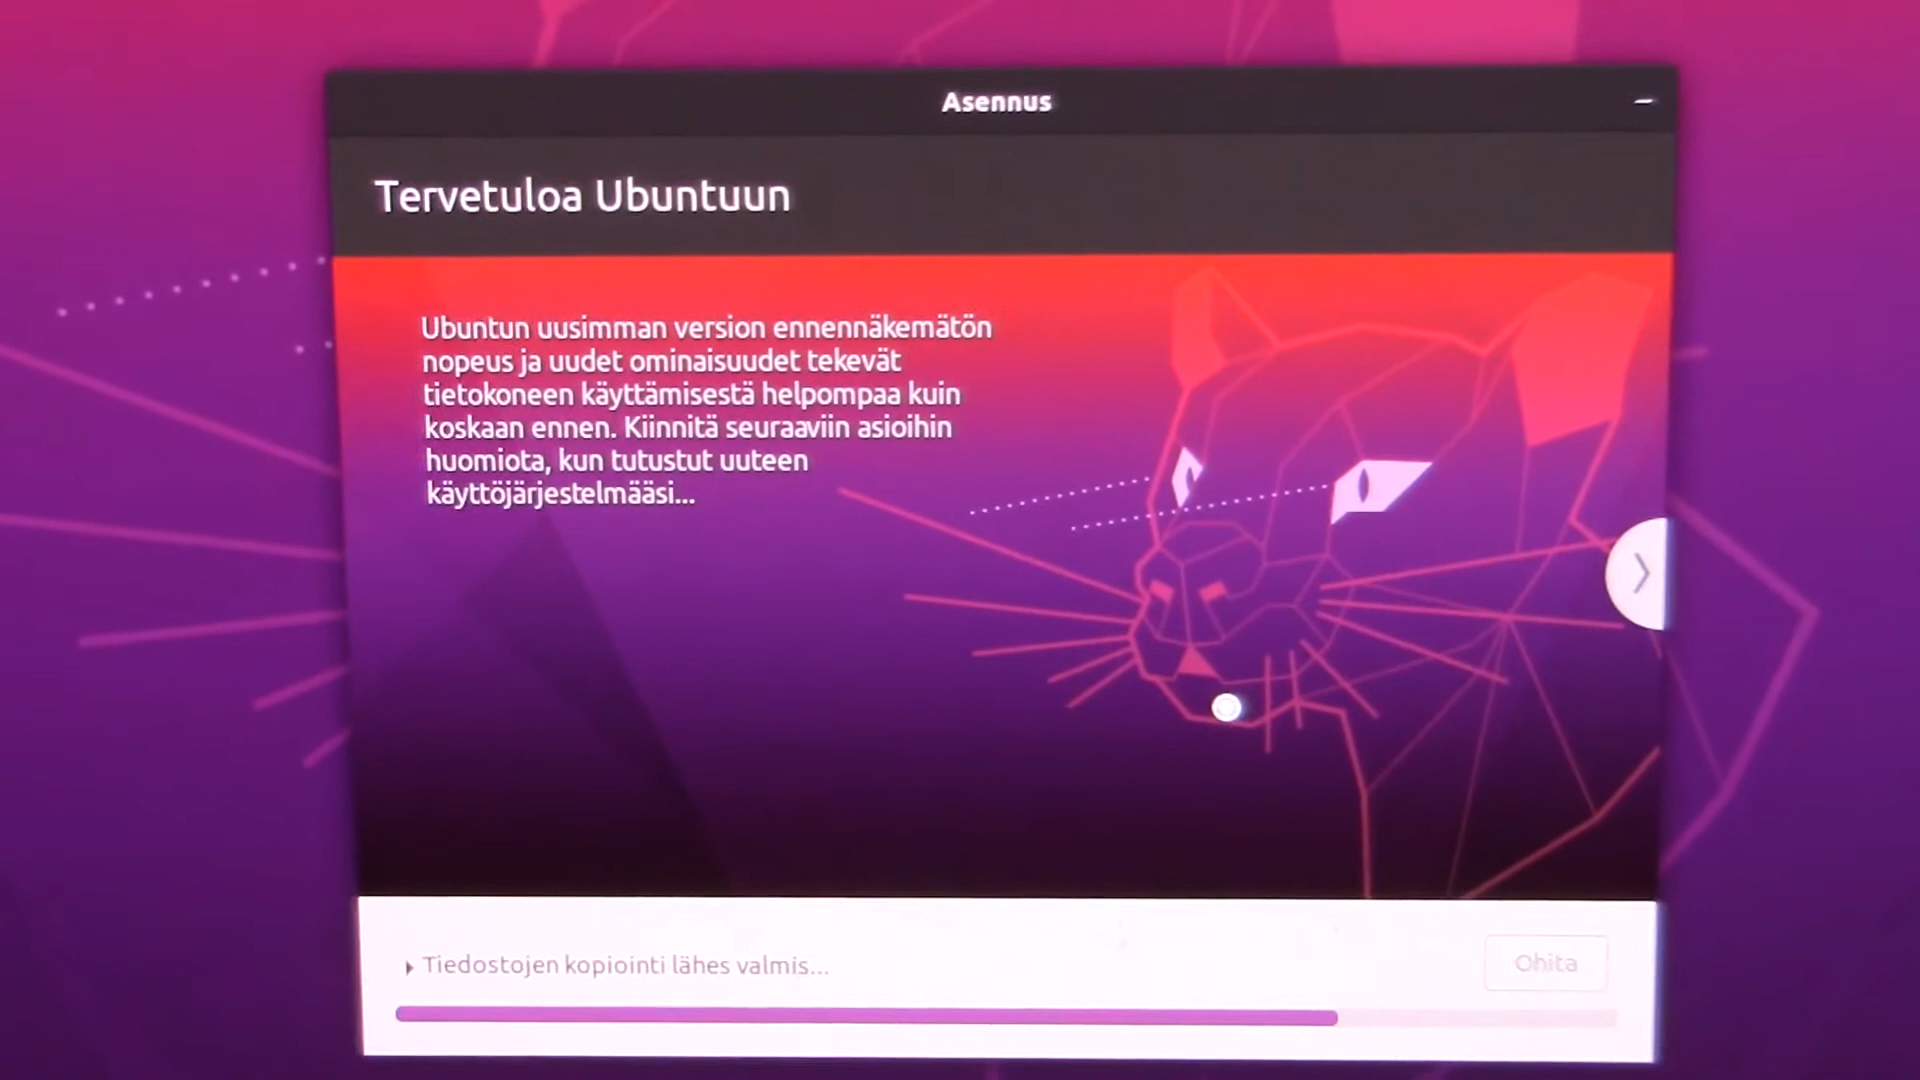 Asennus
Tervetuloa Ubuntuun
Ubuntun uusimman version ennennäkemätön
nopeus ja uudet ominaisuudet tekevät
tietokoneen käyttämisestä helpompaa kuin
koskaan ennen. Kiinnitä seuraaviin asioihin
huomiota, kun tutustut uuteen
käyttöjärjestelmääsi...
Tiedostojen kopiointi lähes valmis...
Ohita